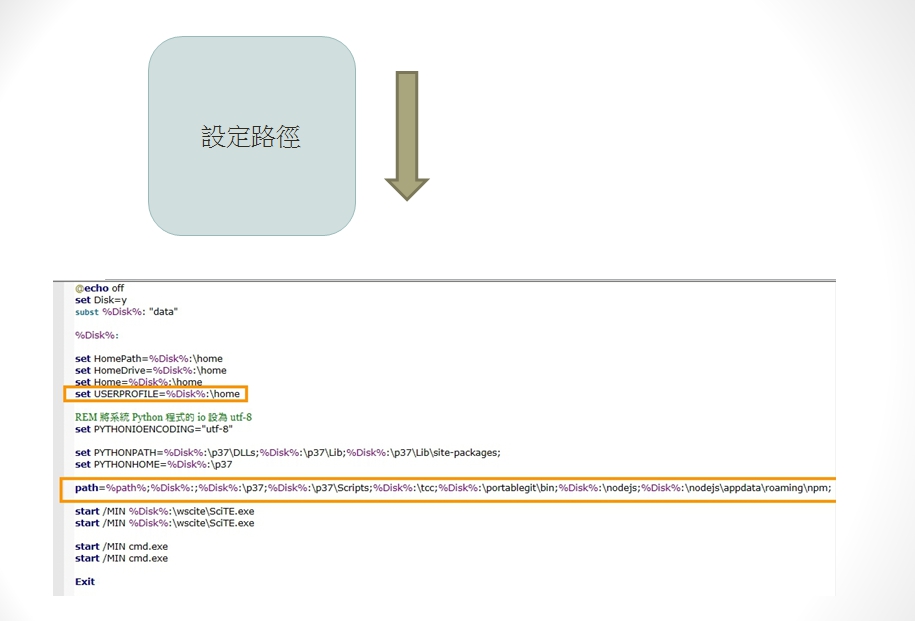 設定路徑
@echo off
set Disk=y
subst %Disk%: "data"
%Disk%:
set HomePath=%Disk%:\home
set HomeDrive=%Disk%:\home
set Home=%Disk%:\home
set USERPROFILE=%Disk%:\home
REM 將系統 Python 程式的 io 設為 utf-8
set PYTHONIOENCODING="utf-8"
set PYTHONPATH=%Disk%:\p37\DLLs;%Disk%:\p37\Lib;%Disk%:\p37\Lib\site-packages;
set PYTHONHOME=%Disk%:\p37
path=%path%;%Disk%:;%Disk%:\p37;%Disk%:\p37\Scripts;%Disk%:\tcc;%Disk%:\portablegit\bin;%Disk%:\nodejs;%Disk%:\nodejs\appdata\roaming\npm;
start /MIN %Disk%:\wscite\SciTE.exe
start /MIN %Disk%:\wscite\SciTE.exe
start /MIN cmd.exe
start /MIN cmd.exe
Exit